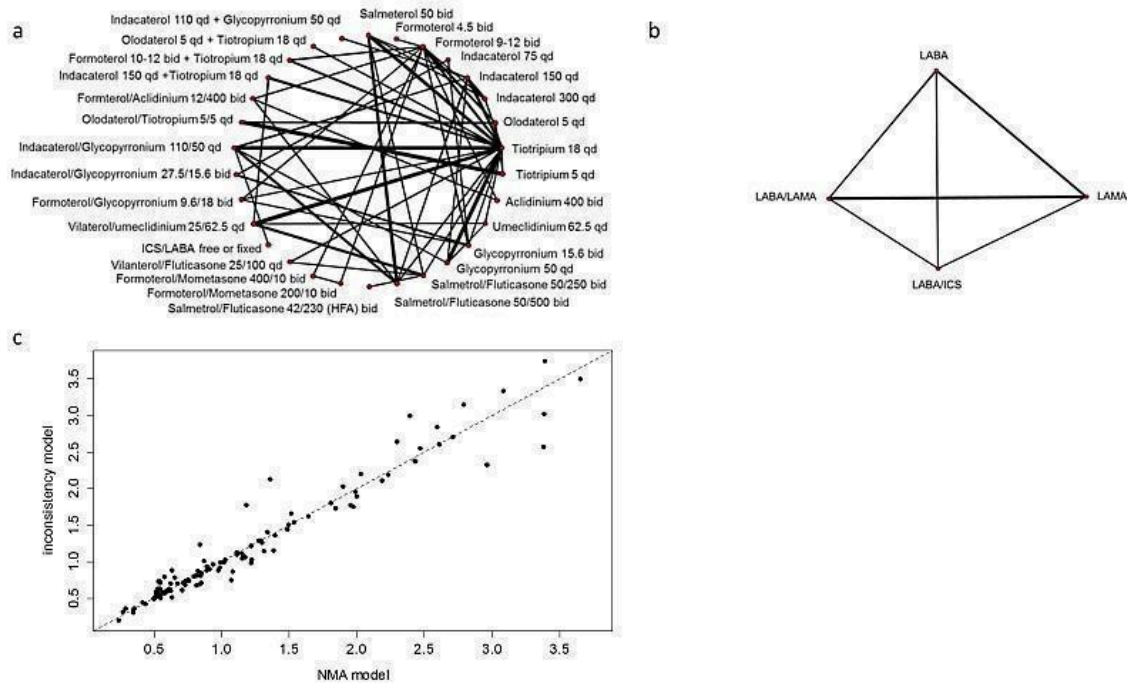 a
Indacaterol 110 qd + Glycopyrronium 50 qd
Olodaterol 5 qd + Tiotropium 18 qd
Formoterol 10-12 bid + Tiotropium 18 qd
Indacaterol 150 qd +Tiotropium 18 qd
Formterol/Aclidinium 12/400 bid
Olodaterol/Tiotropium 5/5 qd
Indacaterol/Glycopyrronium 110/50 qd
Indacaterol/Glycopyrronium 27.5/15.6 bid
Formoterol/Glycopyrronium 9.6/18 bid
Vilaterol/umeclidinium 25/62.5 qd
ICS/LABA free or fixed
Vilanterol/Fluticasone 25/100 qd
Formoterol/Mometasone 400/10 bid
Formoterol/Mometasone 200/10 bid
Salmetrol/Fluticasone 42/230 (HFA) bid
Salmeterol 50 bid
Formoterol 4.5 bid
Formoterol 9-12 bid
Indacaterol 75 qd
Indacaterol 150 qd
Indacaterol 300 qd
Olodaterol 5 qd
Tiotripium 18 qd
Tiotripium 5 qd
Aclidinium 400 bid
Umeclidinium 62.5 qd
Glycopyrronium 15.6 bid
Glycopyrronium 50 qd
Salmetrol/Fluticasone 50/250 bid
Salmetrol/Fluticasone 50/500 bid
b
LABA
LABA/LAMA
LAMA
LABA/ICS
c
inconsistency model
3.5
3.0
2.5
2.0
1.5
1.0
0.5
0.5 1.0 1.5 2.0 2.5 3.0 3.5
NMA model